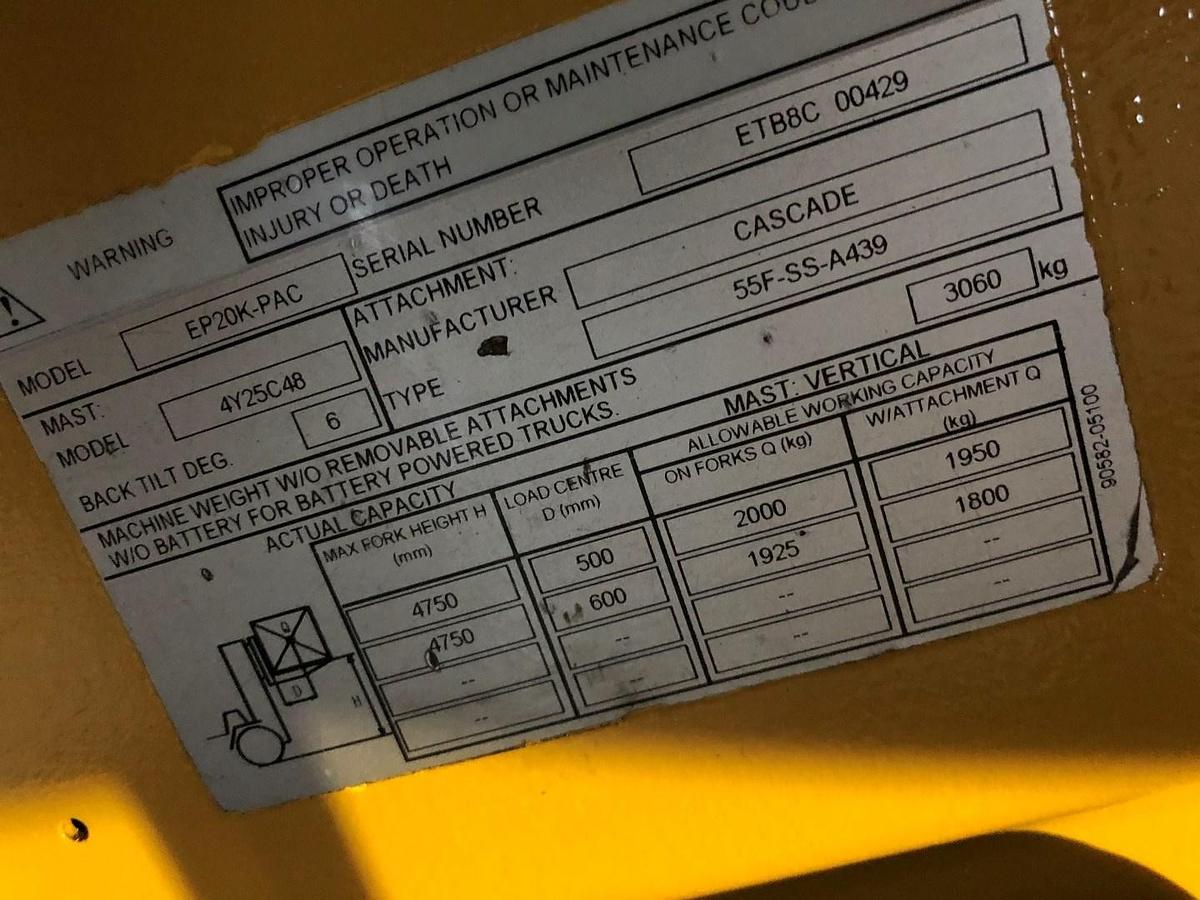 WARNING
IMPROPER OPERATION OR MAINTENANCE
INJURY OR DEATH
MODEL EP20K-PAC SERIAL NUMBER ETB8C 00429
MAST:
MODEL 4Y25C48
BACK TILT DEG. 6
ATTACHMENT:
MANUFACTURER CASCADE
TYPE 55F-SS-A439
MACHINE WEIGHT W/O REMOVABLE ATTACHMENTS
W/O BATTERY FOR BATTERY POWERED TRUCKS. 3060 kg
ACTUAL CAPACITY MAST: VERTICAL
MAX FORK HEIGHT H
(mm)
LOAD CENTRE
D (mm)
ALLOWABLE WORKING CAPACITY
ON FORKS Q (kg) W/ATTACHMENT Q
(kg)
4750 500 2000 1950
4750 600 1925 1800
-- -- -- --
-- -- -- --
Q
D
H
90582-05100